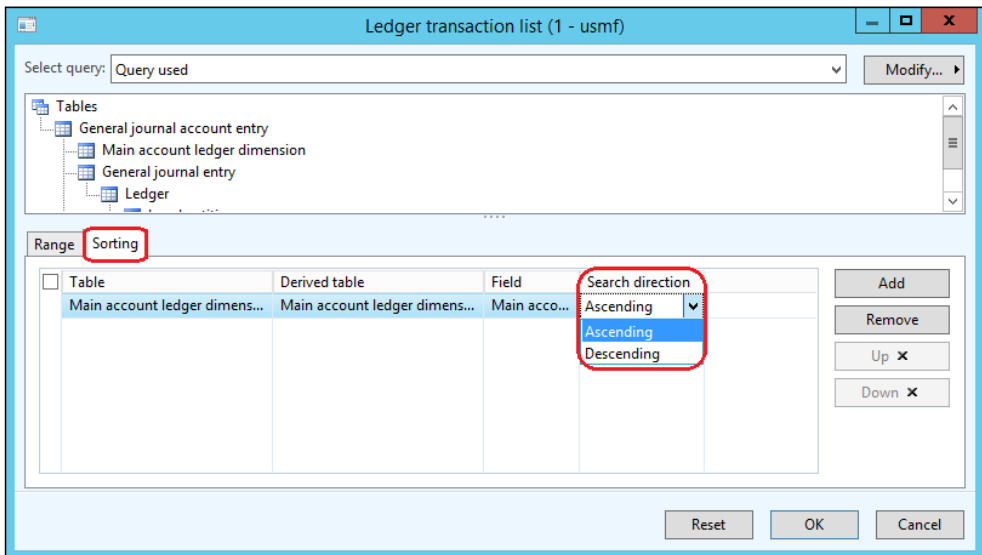 Ledger transaction list (1 - usmf)
Select query: Query used Modify...
Tables
General journal account entry
Main account ledger dimension
General journal entry
Ledger
Range Sorting
Table Derived table Field Search direction
Main account ledger dimens... Main account ledger dimens... Main acco... Ascending
Ascending
Descending
Add
Remove
Up
Down
Reset OK Cancel